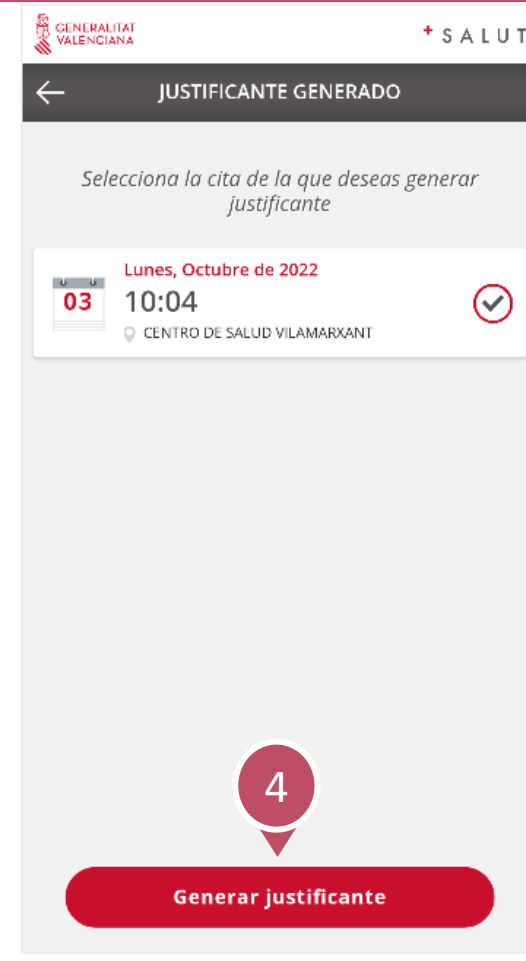 GENERALITAT
VALENCIANA
+ SALUT
JUSTIFICANTE GENERADO
Selecciona la cita de la que deseas generar
justificante
Lunes, Octubre de 2022
03
10:04
CENTRO DE SALUD VILAMARXANT
4
Generar justificante